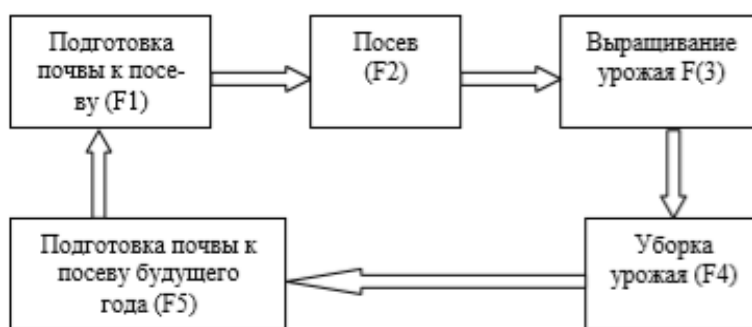 Подготовка
почвы к посе-
ву (F1)
Посев
(F2)
Выращивание
урожая F(3)
Подготовка почвы к
посеву будущего
года (F5)
Уборка
урожая (F4)